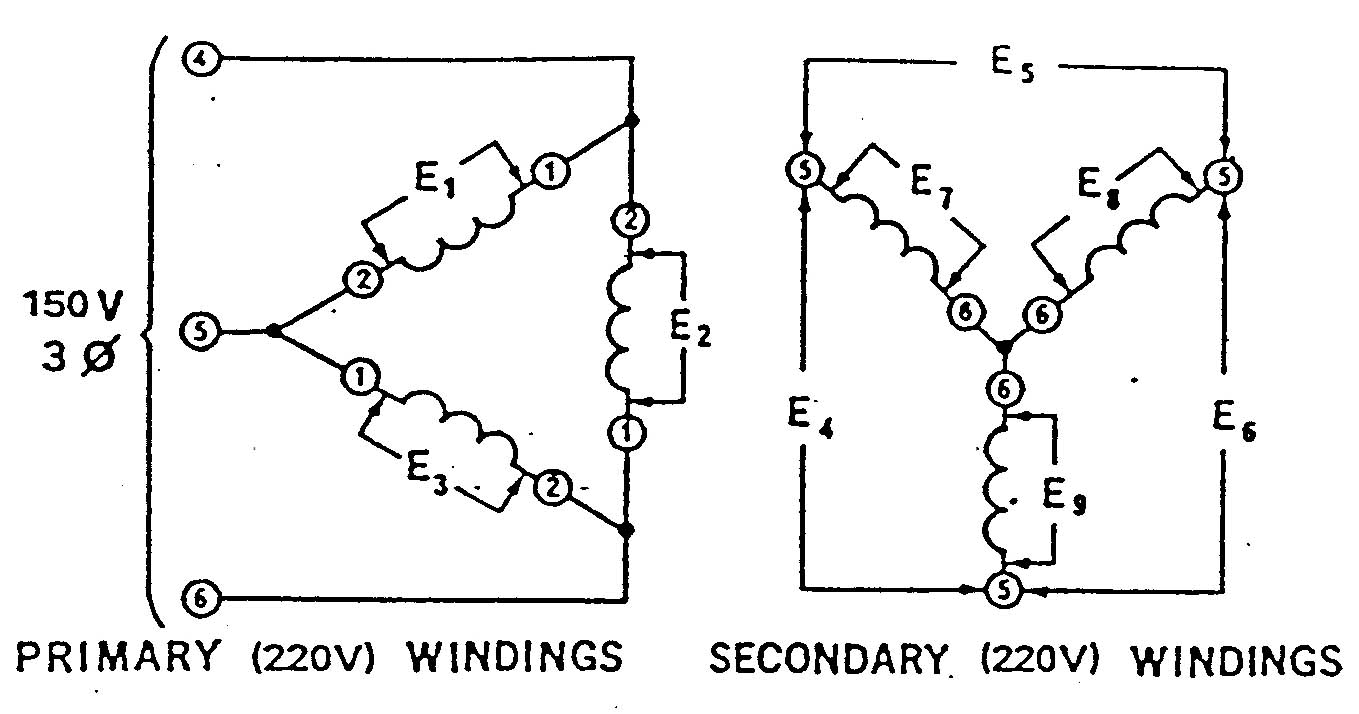 4
E5
1
E1
5
E7
E8
5
2
2
6
6
150V
3 Ø
5
E2
1
6
E4
E6
1
E3
2
E9
6
5
PRIMARY (220V) WINDINGS
SECONDARY (220V) WINDINGS